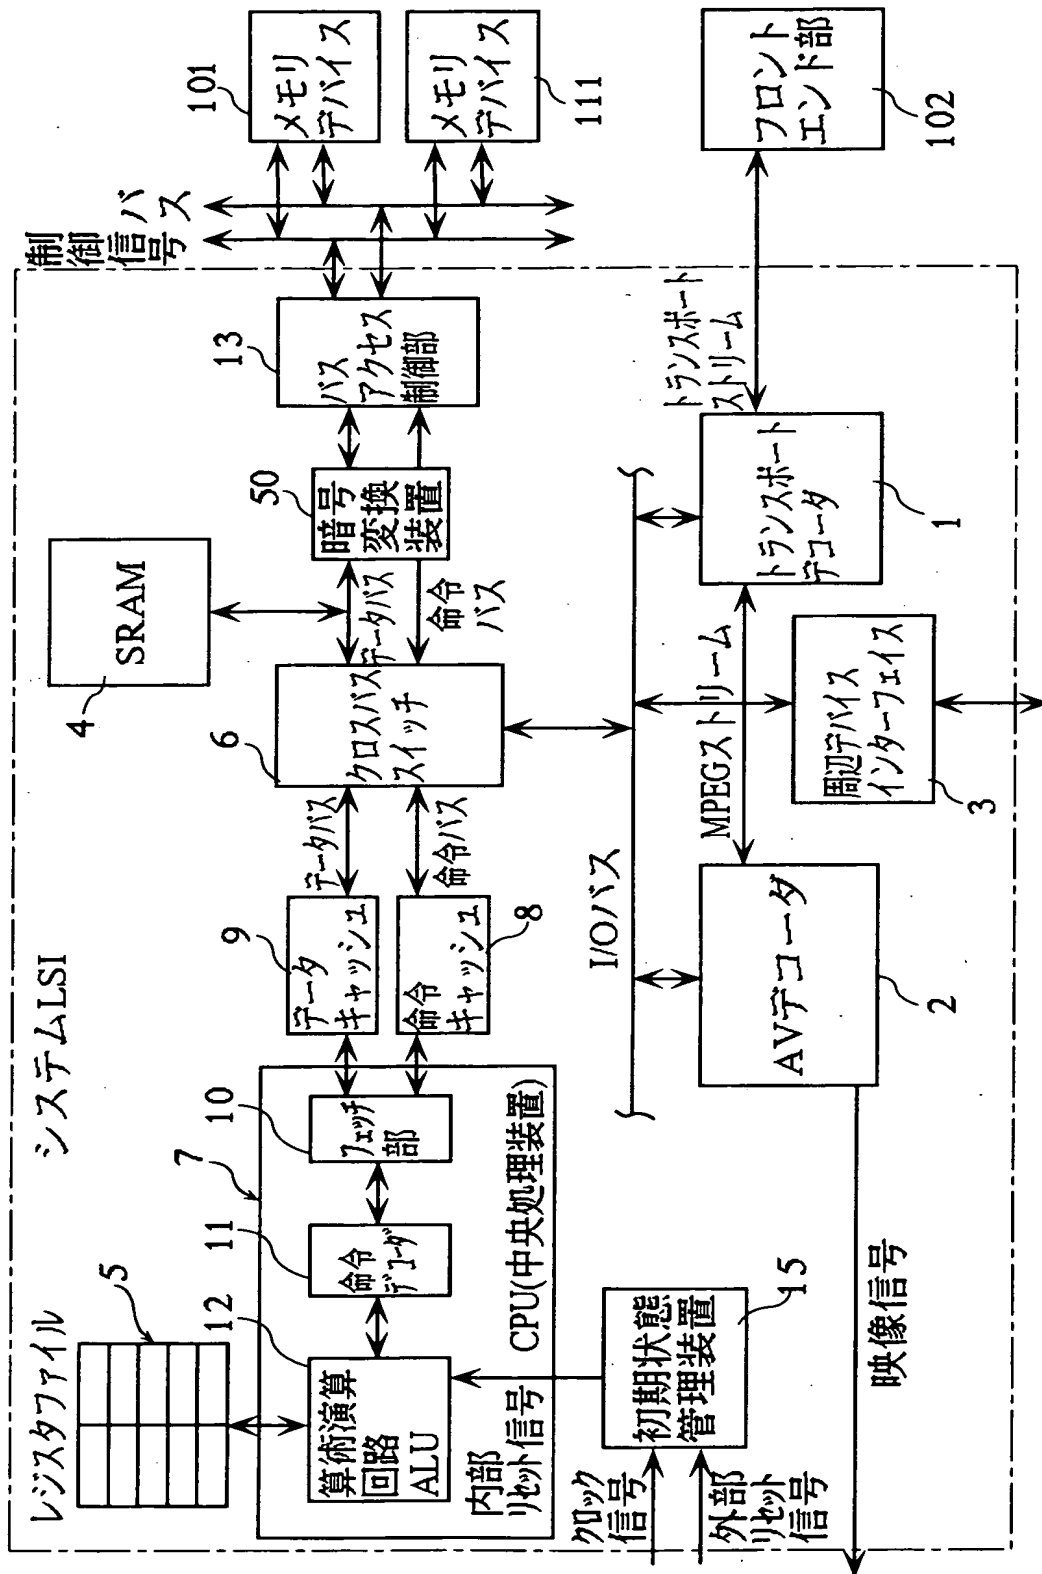 システムLSI
レジスタファイル
5
SRAM
4
制御信号
バス
101
メモリ
デバイス
メモリ
デバイス
111
13
バス
アクセス
制御部
50
暗号
変換
装置
データバス
命令
バス
6
クロスバス
スイッチ
データバス
命令バス
9
データ
キャッシュ
命令
キャッシュ
8
7
10
フェッチ
部
11
命令
デコーダ
12
算術演算
回路
ALU
CPU(中央処理装置)
内部
リセット信号
初期状態
管理装置
15
クロック
信号
外部
リセット
信号
I/Oバス
AVデコーダ
2
映像信号
MPEGストリーム
周辺デバイス
インターフェイス
3
トランスポート
デコーダ
1
トランスポート
ストリーム
フロント
エンド部
102